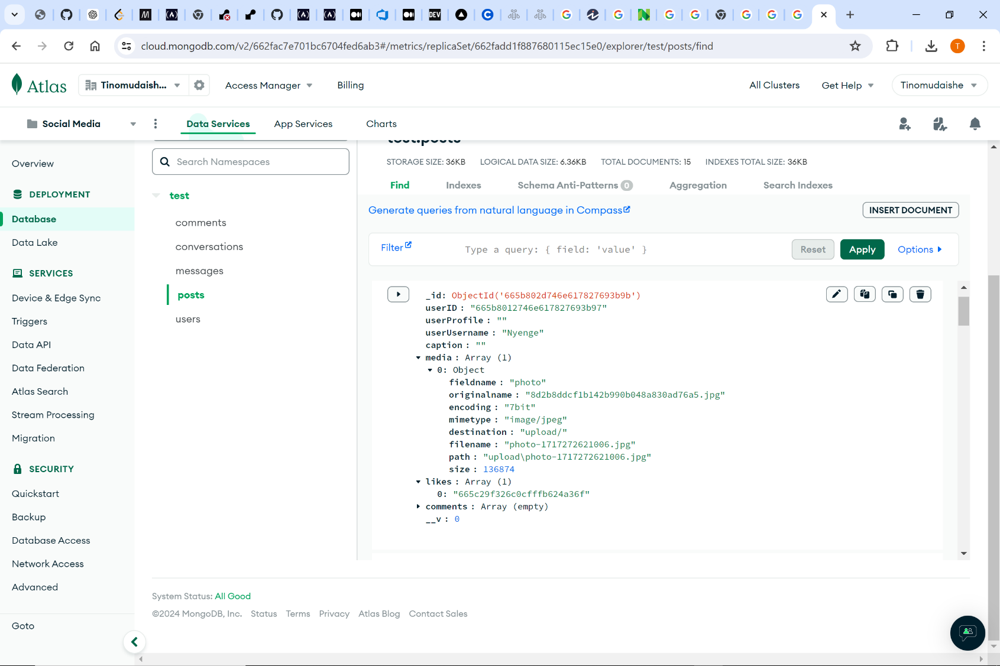 cloud.mongodb.com/v2/662fac7e701bc6704fed6ab3#/metrics/replicaSet/662fadd1f887680115ec15e0/explorer/test/posts/find
T
Atlas
Tinomudaish...
Access Manager
Billing
All Clusters
Get Help
Tinomudaishe
Social Media
Data Services
App Services
Charts
Overview
DEPLOYMENT
Database
Data Lake
SERVICES
Device & Edge Sync
Triggers
Data API
Data Federation
Atlas Search
Stream Processing
Migration
SECURITY
Quickstart
Backup
Database Access
Network Access
Advanced
Goto
Search Namespaces
test
comments
conversations
messages
posts
users
test.posts
STORAGE SIZE: 36KB LOGICAL DATA SIZE: 6.36KB TOTAL DOCUMENTS: 15 INDEXES TOTAL SIZE: 36KB
Find Indexes Schema Anti-Patterns 0 Aggregation Search Indexes
Generate queries from natural language in Compass
INSERT DOCUMENT
Filter
Type a query: { field: 'value' }
Reset
Apply
Options
_id: ObjectId('665b802d746e617827693b9b')
userID : "665b8012746e617827693b97"
userProfile : ""
userUsername : "Nyenge"
caption : ""
media : Array (1)
0: Object
fieldname : "photo"
originalname : "8d2b8ddcf1b142b990b048a830ad76a5.jpg"
encoding : "7bit"
mimetype : "image/jpeg"
destination : "upload/"
filename : "photo-1717272621006.jpg"
path : "upload\photo-1717272621006.jpg"
size : 136874
likes : Array (1)
0: "665c29f326c0cfffb624a36f"
comments : Array (empty)
__v : 0
System Status: All Good
©2024 MongoDB, Inc. Status Terms Privacy Atlas Blog Contact Sales